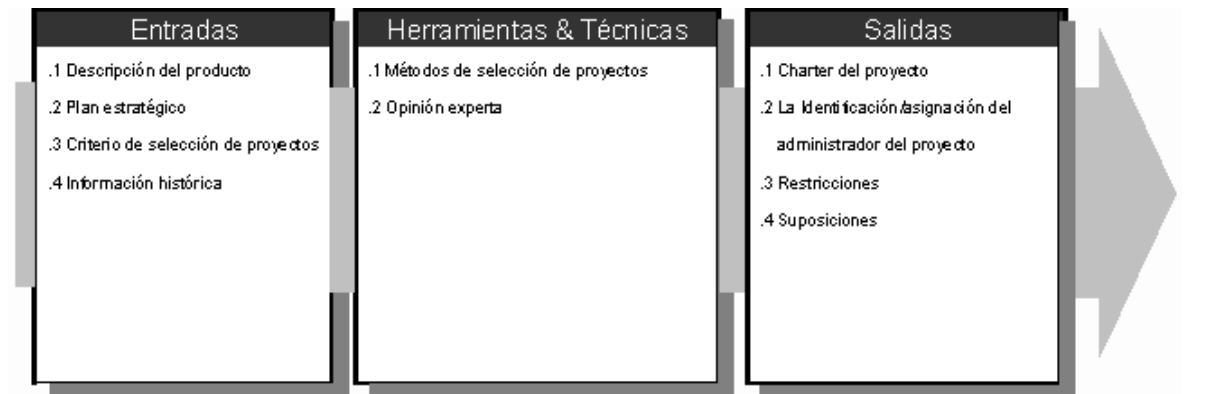 Entradas
.1 Descripción del producto
.2 Plan estratégico
.3 Criterio de selección de proyectos
.4 Información histórica
Herramientas & Técnicas
.1 Métodos de selección de proyectos
.2 Opinión experta
Salidas
.1 Charter del proyecto
.2 La Identificación/asignación del
administrador del proyecto
.3 Restricciones
.4 Suposiciones